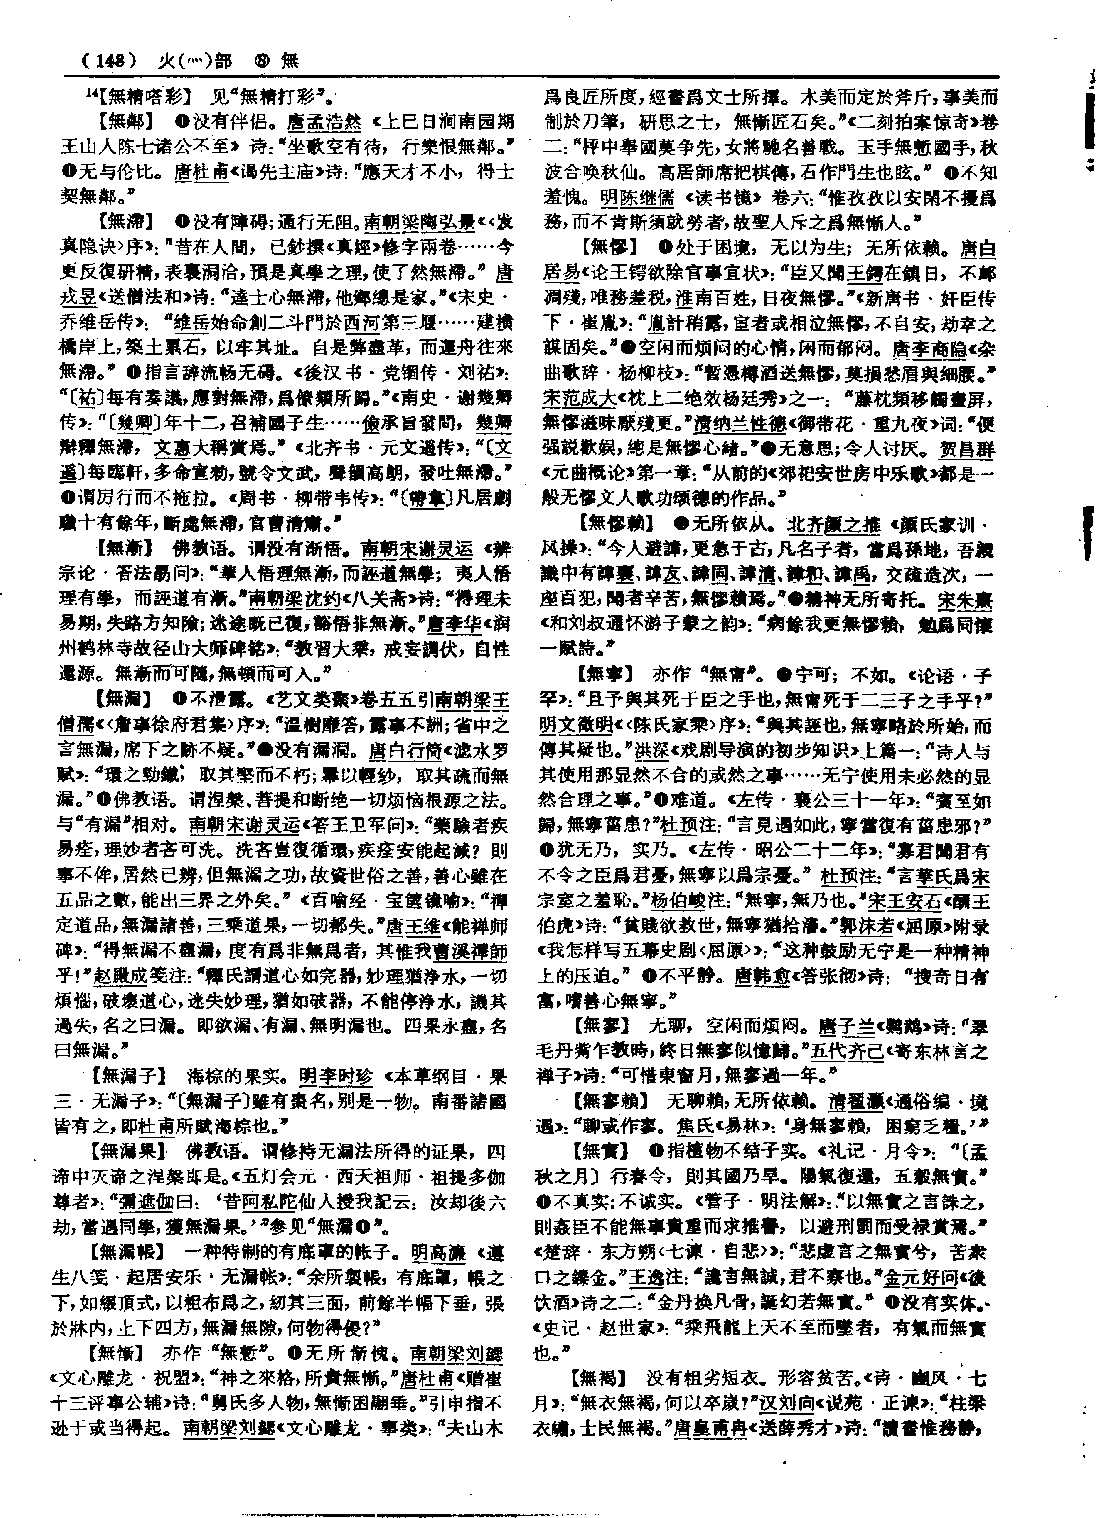 （148） 火(灬)部 ⑧ 無
¹⁴【無精嗒彩】 见“無精打彩”。
【無鄰】 ❶没有伴侣。唐孟浩然《上巳日涧南园期
王山人陈七诸公不至》诗：“坐歌空有待，行樂恨無鄰。”
❷无与伦比。唐杜甫《谒先主庙》诗：“應天才不小，得士
契無鄰。”
【無滯】 ❶没有障碍；通行无阻。南朝梁陶弘景《〈发
真隐诀〉序》：“昔在人間，已鈔撰《真經》修字兩卷……今
更反復研精，表裏洞洽，預是真學之理，使了然無滯。”唐
戎昱《送僧法和》诗：“達士心無滯，他鄉總是家。”《宋史·
乔维岳传》：“維岳始命創二斗門於西河第三堰……建横
橋岸上，築土累石，以牢其址。自是弊盡革，而運舟往來
無滯。” ❷指言辞流畅无碍。《後汉书·党锢传·刘祐》：
“〔祐〕每有奏議，應對無滯，爲僚類所歸。”《南史·谢幾卿
传》：“〔幾卿〕年十二，召補國子生……儉承旨發問，幾卿
辯釋無滯，文惠大稱賞焉。”《北齐书·元文遥传》：“〔文
遥〕每臨軒，多命宣勑，號令文武，聲韻高朗，發吐無滯。”
❸谓厉行而不拖拉。《周书·柳带韦传》：“〔帶韋〕凡居劇
職十有餘年，斷處無滯，官曹清肅。”
【無漸】 佛教语。谓没有渐悟。南朝宋谢灵运《辨
宗论·答法勗问》：“華人悟理無漸，而誣道無學；夷人悟
理有學，而誣道有漸。”南朝梁沈约《八关斋》诗：“得理未
易期，失路方知險；迷途既已復，豁悟非無漸。”唐李华《润
州鹤林寺故径山大师碑铭》：“教習大乘，戒妄調伏，自性
還源。無漸而可隨，無頓而可入。”
【無漏】 ❶不泄露。《艺文类聚》卷五五引南朝梁王
僧孺《〈詹事徐府君集〉序》：“温樹靡答，露事不詶；省中之
言無漏，席下之跡不疑。”❷没有漏洞。唐白行简《滤水罗
賦》：“環之勁鐵，取其堅而不朽；羃以輕紗，取其疏而無
漏。”❸佛教语。谓涅槃、菩提和断绝一切烦恼根源之法。
与“有漏”相对。南朝宋谢灵运《答王卫军问》：“藥驗者疾
易痊，理妙者吝可洗。洗吝豈復循環，疾痊安能起滅？則
事不侔，居然已辨；但無漏之功，故資世俗之善，善心雖在
五品之數，能出三界之外矣。”《百喻经·宝箧镜喻》：“禪
定道品，無漏諸善，三乘道果，一切都失。”唐王维《能禅师
碑》：“得無漏不盡漏，度有爲非無爲者，其惟我曹溪禪師
乎！”赵殿成笺注：“釋氏謂道心如完器，妙理猶净水，一切
煩惱，破壞道心，迷失妙理，猶如破器，不能停净水，譏其
過失，名之曰漏。即欲漏、有漏、無明漏也。四果永盡，名
曰無漏。”
【無漏子】 海棕的果实。明李时珍《本草纲目·果
三·无漏子》：“〔無漏子〕雖有棗名，别是一物。南番諸國
皆有之，即杜甫所賦海棕也。”
【無漏果】 佛教语。谓修持无漏法所得的证果，四
谛中灭谛之涅槃即是。《五灯会元·西天祖师·祖提多伽
尊者》：“彌遮伽曰：‘昔阿私陀仙人授我記云：汝却後六
劫，當遇同學，獲無漏果。’”参见“無漏❸”。
【無漏帳】 一种特制的有底罩的帐子。明高濂《遵
生八笺·起居安乐·无漏帐》：“余所製帳，有底罩，帳之
下，如綴頂式，以粗布爲之，紉其三面，前餘半幅下垂，張
於牀内，上下四方，無漏無隙，何物得侵？”
【無慚】 亦作“無慙”。❶无所惭愧。南朝梁刘勰
《文心雕龙·祝盟》：“神之來格，所貴無慚。”唐杜甫《赠崔
十三评事公辅》诗：“舅氏多人物，無慚困翮垂。”引申指不
逊于或当得起。南朝梁刘勰《文心雕龙·事类》：“夫山木
爲良匠所度，經書爲文士所擇。木美而定於斧斤，事美而
制於刀筆，研思之士，無慚匠石矣。”《二刻拍案惊奇》卷
二：“枰中舉國莫争先，女將馳名善戰。玉手無慙國手，秋
波合唤秋仙。高居師席把棋傳，石作門生也眩。” ❷不知
羞愧。明陈继儒《读书镜》卷六：“惟孜孜以安閑不擾爲
務，而不肯斯須就勞者，故聖人斥之爲無慚人。”
【無憀】 ❶处于困境，无以为生；无所依赖。唐白
居易《论王锷欲除官事宜状》：“臣又聞王鍔在鎮日，不卹
凋殘，唯務差税，淮南百姓，日夜無憀。”《新唐书·奸臣传
下·崔胤》：“胤計稍露，宦者或相泣無憀，不自安，劫幸之
謀固矣。”❷空闲而烦闷的心情，闲而郁闷。唐李商隐《杂
曲歌辞·杨柳枝》：“暫憑樽酒送無憀，莫損愁眉與細腰。”
宋范成大《枕上二绝效杨廷秀》之一：“藤枕頻移觸畫屏，
無憀滋味厭殘更。”清纳兰性德《御带花·重九夜》词：“便
强説歡娱，總是無憀心緒。”❸无意思；令人讨厌。贺昌群
《元曲概论》第一章：“从前的《郊祀安世房中乐歌》都是一
般无憀文人歌功颂德的作品。”
【無憀賴】 ❶无所依从。北齐颜之推《颜氏家训·
风操》：“今人避諱，更急于古，凡名子者，當爲孫地，吾親
識中有諱襄、諱友、諱同、諱清、諱和、諱禹，交疏造次，一
座百犯，聞者辛苦，無憀賴焉。”❷精神无所寄托。宋朱熹
《和刘叔通怀游子蒙之韵》：“病餘我更無憀賴，勉爲同懷
一賦詩。”
【無寧】 亦作“無甯”。❶宁可；不如。《论语·子
罕》：“且予與其死于臣之手也，無甯死于二三子之手乎？”
明文徵明《〈陈氏家乘〉序》：“與其誣也，無寧略於所始，而
傳其疑也。”洪深《戏剧导演的初步知识》上篇一：“诗人与
其使用那显然不合的或然之事……无宁使用未必然的显
然合理之事。”❷难道。《左传·襄公三十一年》：“賓至如
歸，無寧菑患？”杜预注：“言見遇如此，寧當復有菑患邪？”
❸犹无乃，实乃。《左传·昭公二十二年》：“寡君聞君有
不令之臣爲君憂，無寧以爲宗憂。”杜预注：“言華氏爲宋
宗室之羞恥。”杨伯峻注：“無寧，無乃也。”宋王安石《酬王
伯虎》诗：“貧賤欲救世，無寧猶拾瀋。”郭沫若《屈原》附录
《我怎样写五幕史剧〈屈原〉》：“这种鼓励无宁是一种精神
上的压迫。” ❹不平静。唐韩愈《答张彻》诗：“搜奇日有
富，嗜善心無寧。”
【無寥】 无聊，空闲而烦闷。唐子兰《鹦鹉》诗：“翠
毛丹觜乍教時，終日無寥似憶歸。”五代齐己《寄东林言之
禅子》诗：“可惜東窗月，無寥過一年。”
【無寥賴】 无聊賴，无所依赖。清翟灝《通俗编·境
遇》：“聊或作寥。焦氏《易林》：‘身無寥賴，困窮乏糧。’”
【無實】 ❶指植物不结子实。《礼记·月令》：“〔孟
秋之月〕行春令，則其國乃旱。陽氣復還，五穀無實。”
❷不真实；不诚实。《管子·明法解》：“以無實之言誅之，
則姦臣不能無事貴重而求推譽，以避刑罰而受禄賞焉。”
《楚辞·东方朔〈七谏·自悲〉》：“悲虚言之無實兮，苦衆
口之鑠金。”王逸注：“讒言無誠，君不察也。”金元好问《後
饮酒》诗之二：“金丹换凡骨，誕幻若無實。” ❸没有实体。
《史记·赵世家》：“乘飛龍上天不至而墜者，有氣而無實
也。”
【無褐】 没有粗劣短衣。形容贫苦。《诗·豳风·七
月》：“無衣無褐，何以卒歲？”汉刘向《说苑·正谏》：“柱梁
衣繡，士民無褐。”唐皇甫冉《送薛秀才》诗：“讀書惟務静，